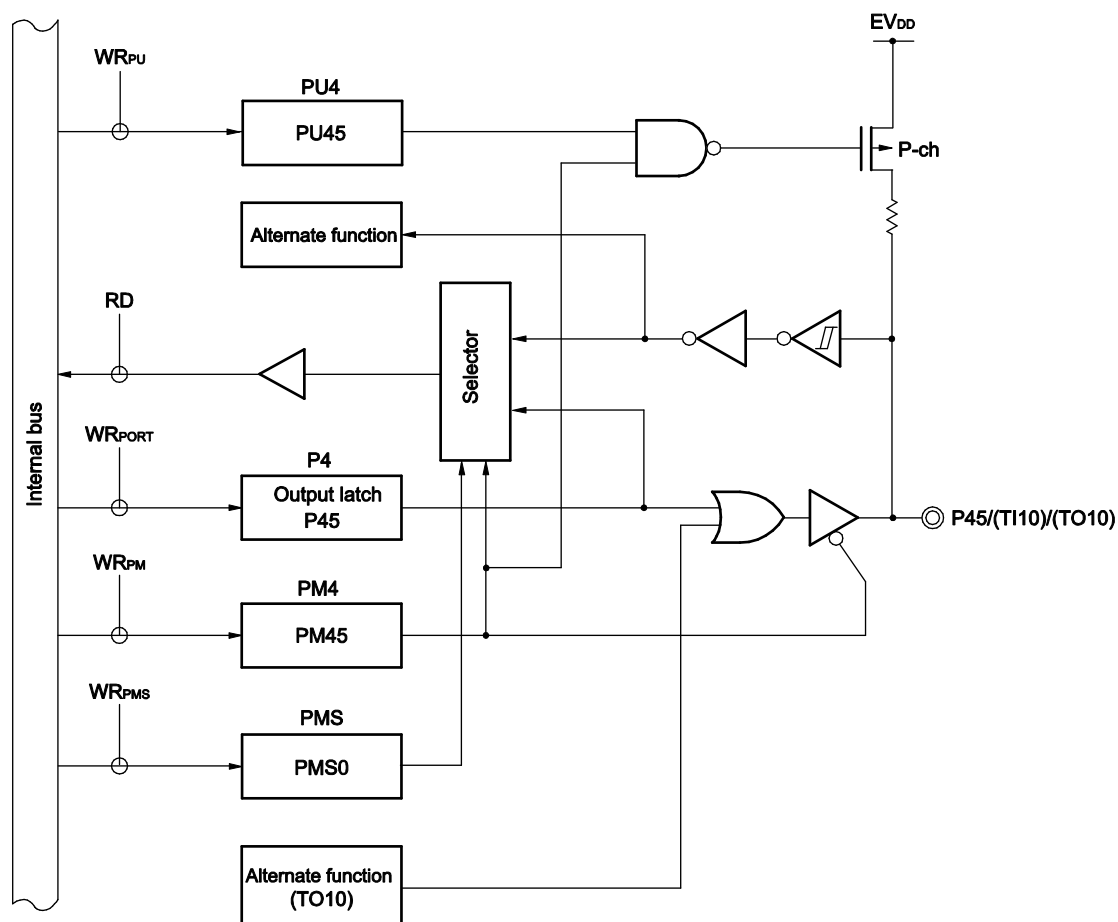 EVDD
WRPU
PU4
PU45
P-ch
Alternate function
RD
Selector
Internal bus
WRPORT
P4
Output latch
P45
P45/(TI10)/(TO10)
WRPM
PM4
PM45
WRPMS
PMS
PMS0
Alternate function
(TO10)